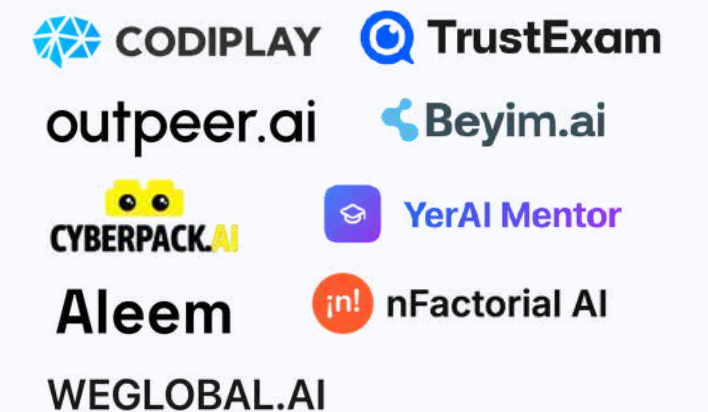 CODIPLAY
TrustExam
outpeer.ai
Beyim.ai
CYBERPACK.AI
YerAI Mentor
Aleem
¡n!
nFactorial AI
WEGLOBAL.AI